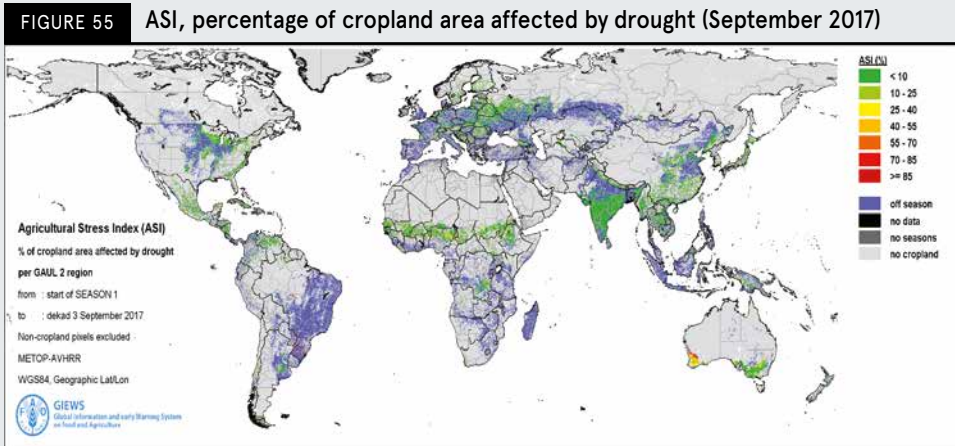 FIGURE 55
ASI, percentage of cropland area affected by drought (September 2017)
Agricultural Stress Index (ASI)
% of cropland area affected by drought
per GAUL 2 region
from : start of SEASON 1
to : dekad 3 September 2017
Non-cropland pixels excluded
METOP-AVHRR
WGS84, Geographic Lat/Lon
FAO
GIEWS
Global Information and early Warning System
on Food and Agriculture
ASI (%)
< 10
10 - 25
25 - 40
40 - 55
55 - 70
70 - 85
>= 85
off season
no data
no seasons
no cropland